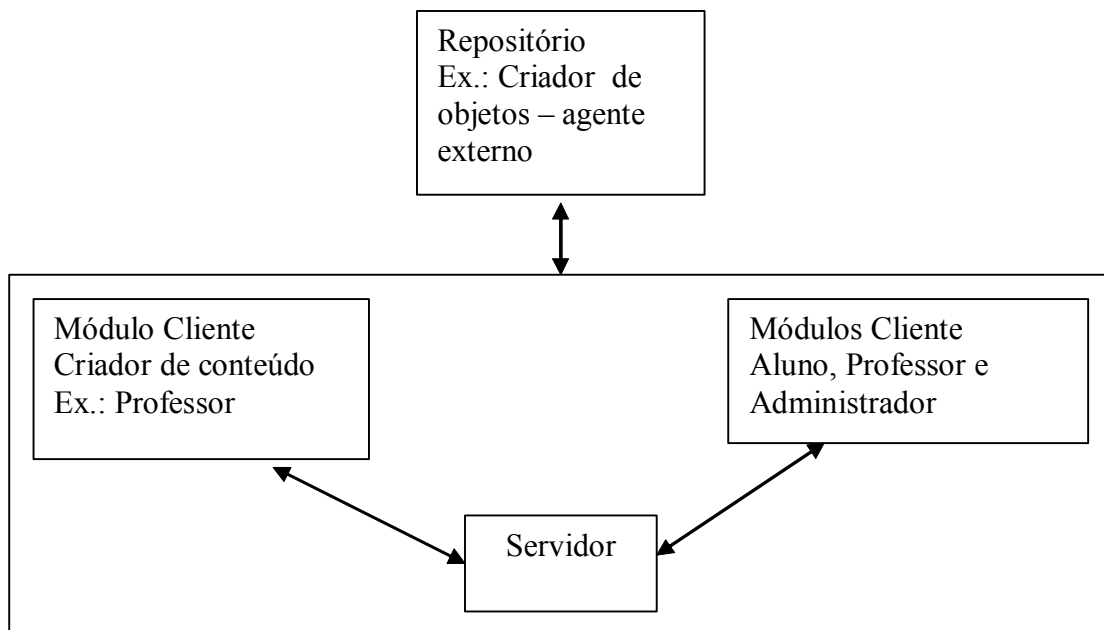 Repositório
Ex.: Criador de
objetos – agente
externo
Módulo Cliente
Criador de conteúdo
Ex.: Professor
Módulos Cliente
Aluno, Professor e
Administrador
Servidor